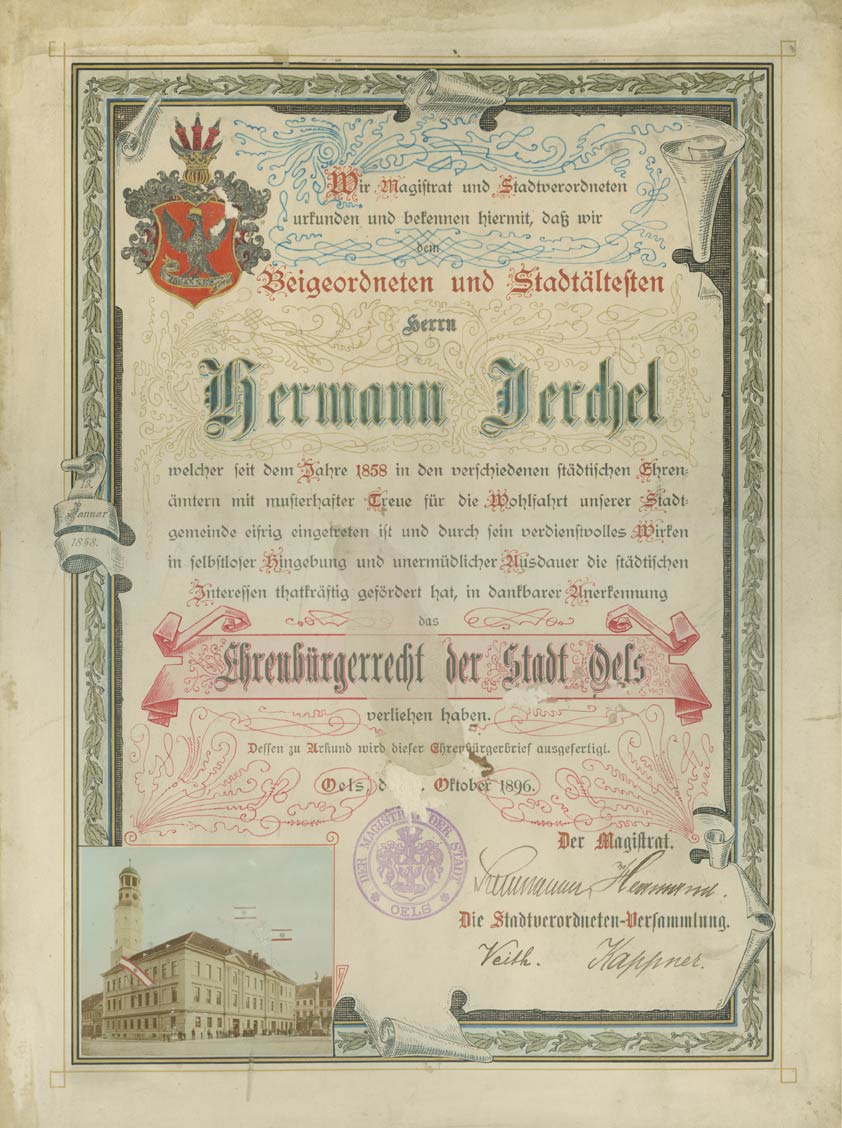 Wir Magistrat und Stadtverordneten
urkunden und bekennen hiermit, daß wir
dem
Beigeordneten und Stadtältesten
Herrn
Hermann Jerchel
welcher seit dem Jahre 1858 in den verschiedenen städtischen Ehren-
ämtern mit musterhafter Treue für die Wohlfahrt unserer Stadt-
gemeinde eifrig eingetreten ist und durch sein verdienstvolles Wirken
in selbstloser Hingebung und unermüdlicher Ausdauer die städtischen
Interessen thatkräftig gefördert hat, in dankbarer Anerkennung
das
Ehrenbürgerrecht der Stadt Oels
verliehen haben.
Dessen zu Urkund wird dieser Ehrenbürgerbrief ausgefertigt.
Oels, d . Oktober 1896.
Januar
1858.
DER MAGISTRAT DER STADT
OELS
Der Magistrat.
Hemmann.
Die Stadtverordneten-Versammlung.
Veith. Kappner.